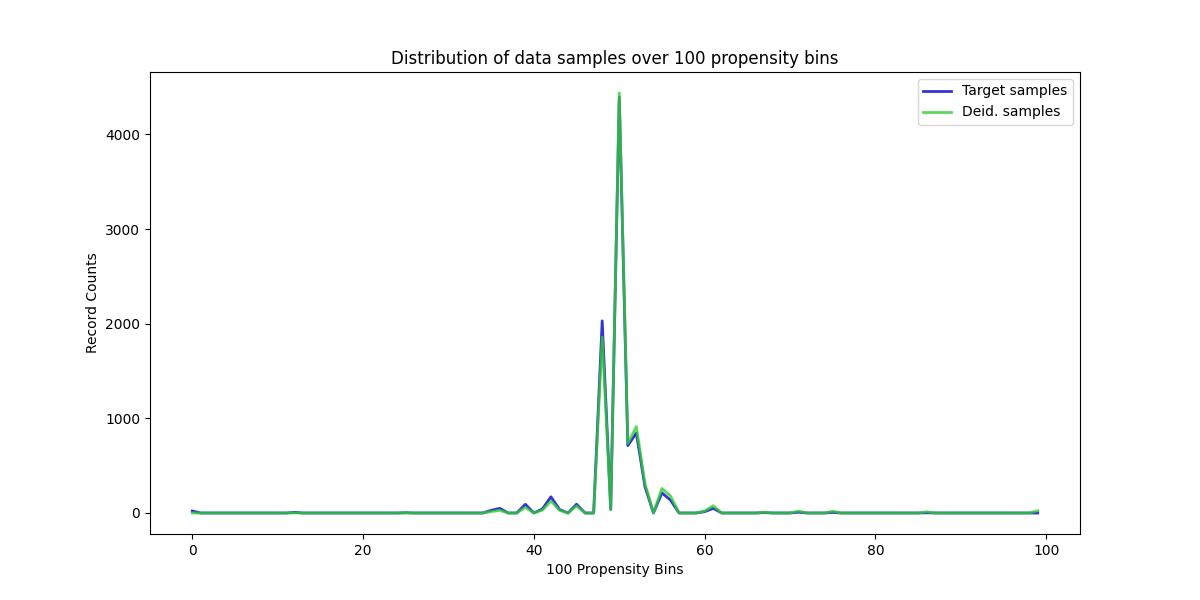 Distribution of data samples over 100 propensity bins
Target samples
Deid. samples
4000
3000
2000
1000
0
Record Counts
0 20 40 60 80 100
100 Propensity Bins